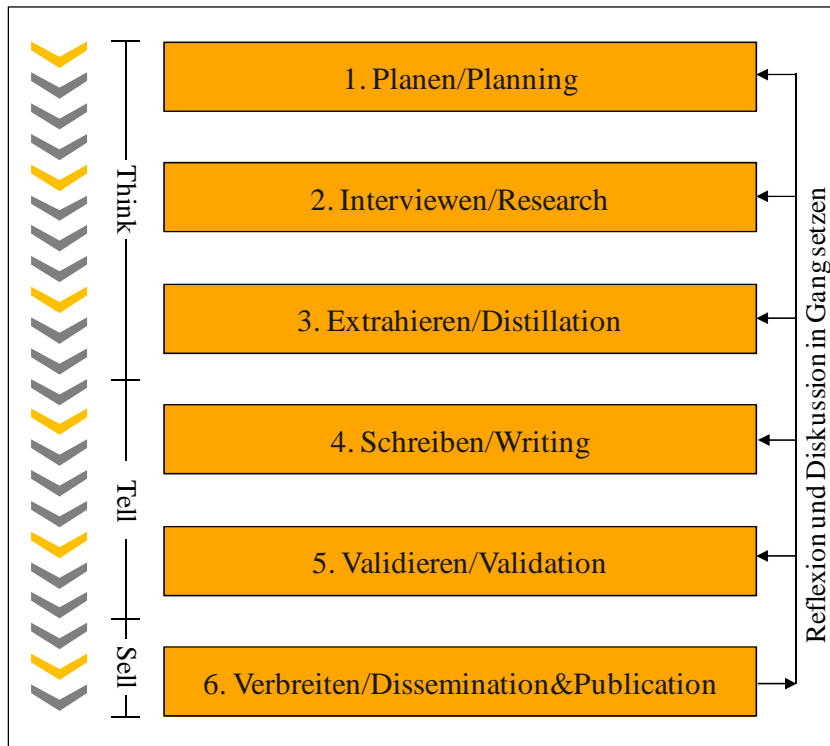 Think
Tell
Sell
1. Planen/Planning
2. Interviewen/Research
3. Extrahieren/Distillation
4. Schreiben/Writing
5. Validieren/Validation
6. Verbreiten/Dissemination&Publication
Reflexion und Diskussion in Gang setzen